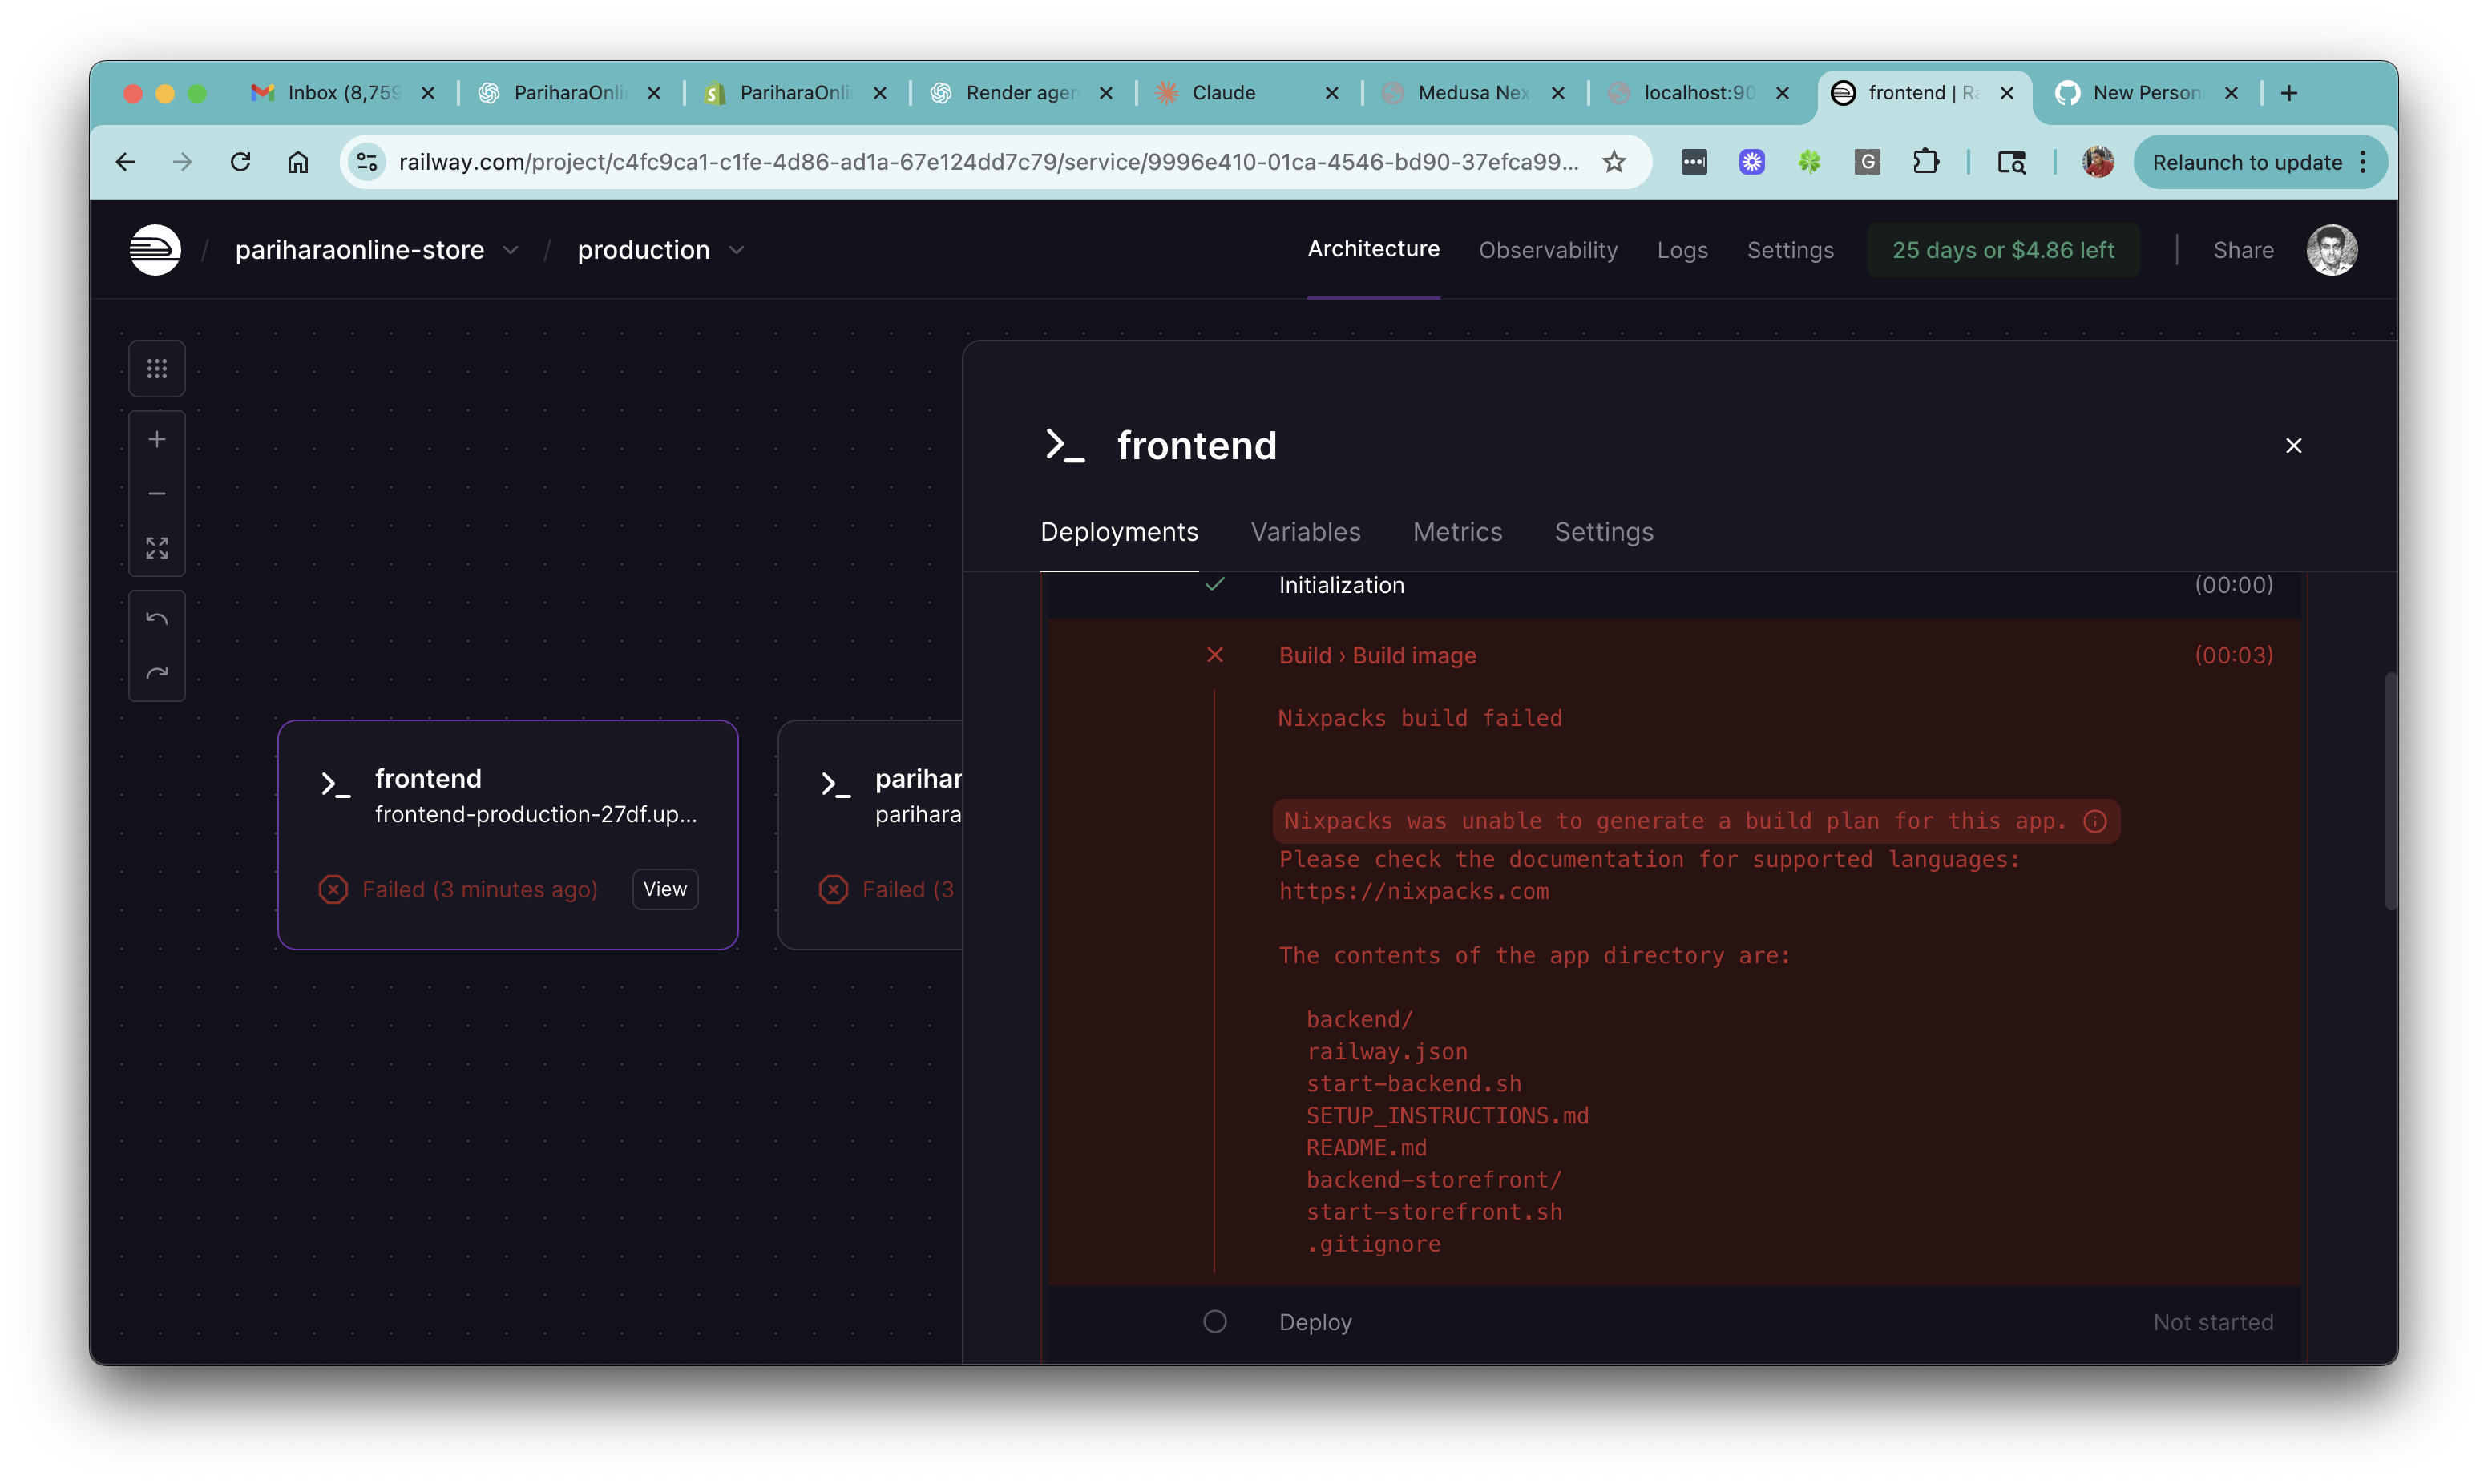 Inbox (8,759
PariharaOnli
PariharaOnli
Render agen
Claude
Medusa Nex
localhost:90
frontend | Ra
New Person
railway.com/project/c4fc9ca1-c1fe-4d86-ad1a-67e124dd7c79/service/9996e410-01ca-4546-bd90-37efca99...
G
Relaunch to update
/ pariharaonline-store / production
Architecture
Observability
Logs
Settings
25 days or $4.86 left
Share
frontend
Deployments
Variables
Metrics
Settings
Initialization (00:00)
Build › Build image (00:03)
Nixpacks build failed
Nixpacks was unable to generate a build plan for this app.
Please check the documentation for supported languages:
https://nixpacks.com
The contents of the app directory are:
backend/
railway.json
start-backend.sh
SETUP_INSTRUCTIONS.md
README.md
backend-storefront/
start-storefront.sh
.gitignore
Deploy Not started
frontend
frontend-production-27df.up...
Failed (3 minutes ago)
View
parihar
parihara
Failed (3